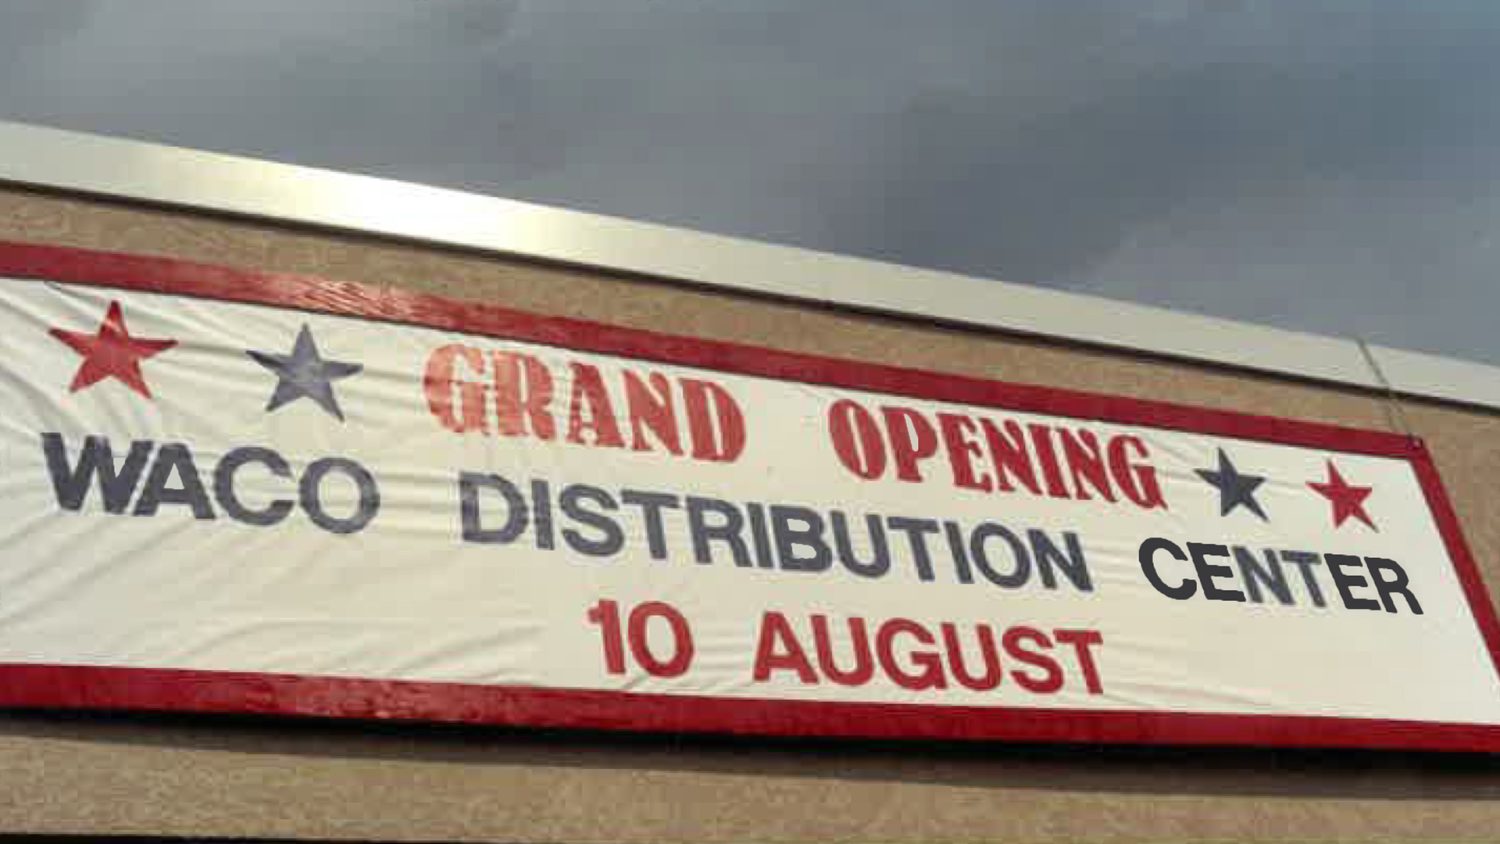 GRAND OPENING
WACO DISTRIBUTION CENTER
10 AUGUST